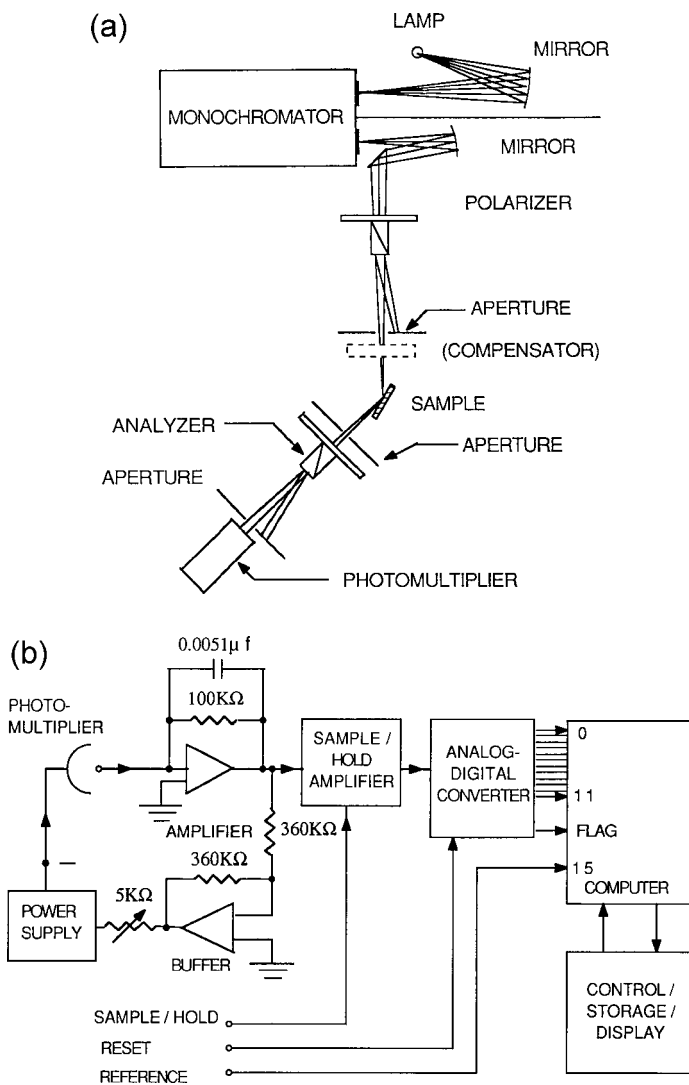 (a)
LAMP
MIRROR
MONOCHROMATOR
MIRROR
POLARIZER
APERTURE
(COMPENSATOR)
SAMPLE
ANALYZER
APERTURE
APERTURE
PHOTOMULTIPLIER
(b)
0.0051μ f
PHOTO-
MULTIPLIER
100KΩ
SAMPLE /
HOLD
AMPLIFIER
ANALOG-
DIGITAL
CONVERTER
0
11
FLAG
15
COMPUTER
AMPLIFIER
360KΩ
360KΩ
–
5KΩ
POWER
SUPPLY
BUFFER
CONTROL /
STORAGE /
DISPLAY
SAMPLE / HOLD
RESET
REFERENCE